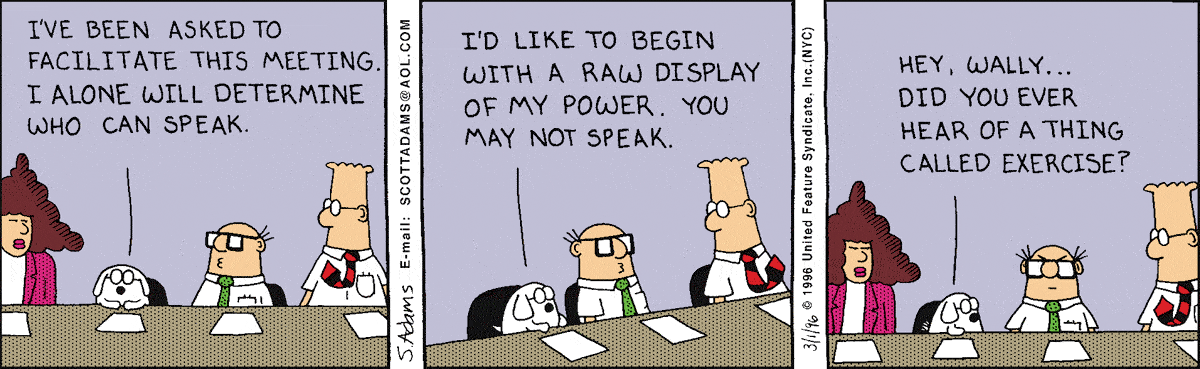 I'VE BEEN ASKED TO
FACILITATE THIS MEETING.
I ALONE WILL DETERMINE
WHO CAN SPEAK.
S.Adams E-mail: SCOTTADAMS@AOL.COM
I'D LIKE TO BEGIN
WITH A RAW DISPLAY
OF MY POWER. YOU
MAY NOT SPEAK.
3/1/96 © 1996 United Feature Syndicate, Inc.(NYC)
HEY, WALLY...
DID YOU EVER
HEAR OF A THING
CALLED EXERCISE?